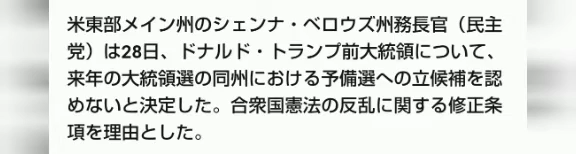 米東部メイン州のシェンナ・ベロウズ州務長官（民主
党）は28日、ドナルド・トランプ前大統領について、
来年の大統領選の同州における予備選への立候補を認
めないと決定した。合衆国憲法の反乱に関する修正条
項を理由とした。